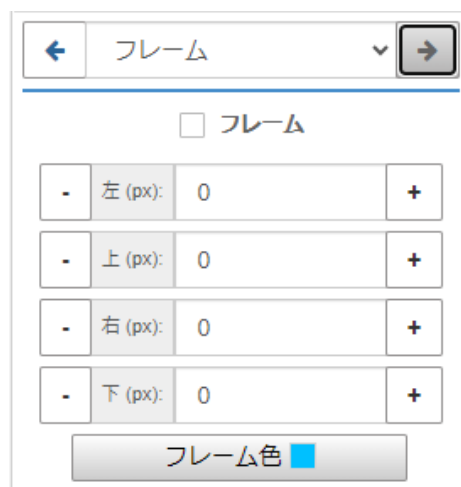 フレーム
フレーム
- 左 (px): 0 +
- 上 (px): 0 +
- 右 (px): 0 +
- 下 (px): 0 +
フレーム色